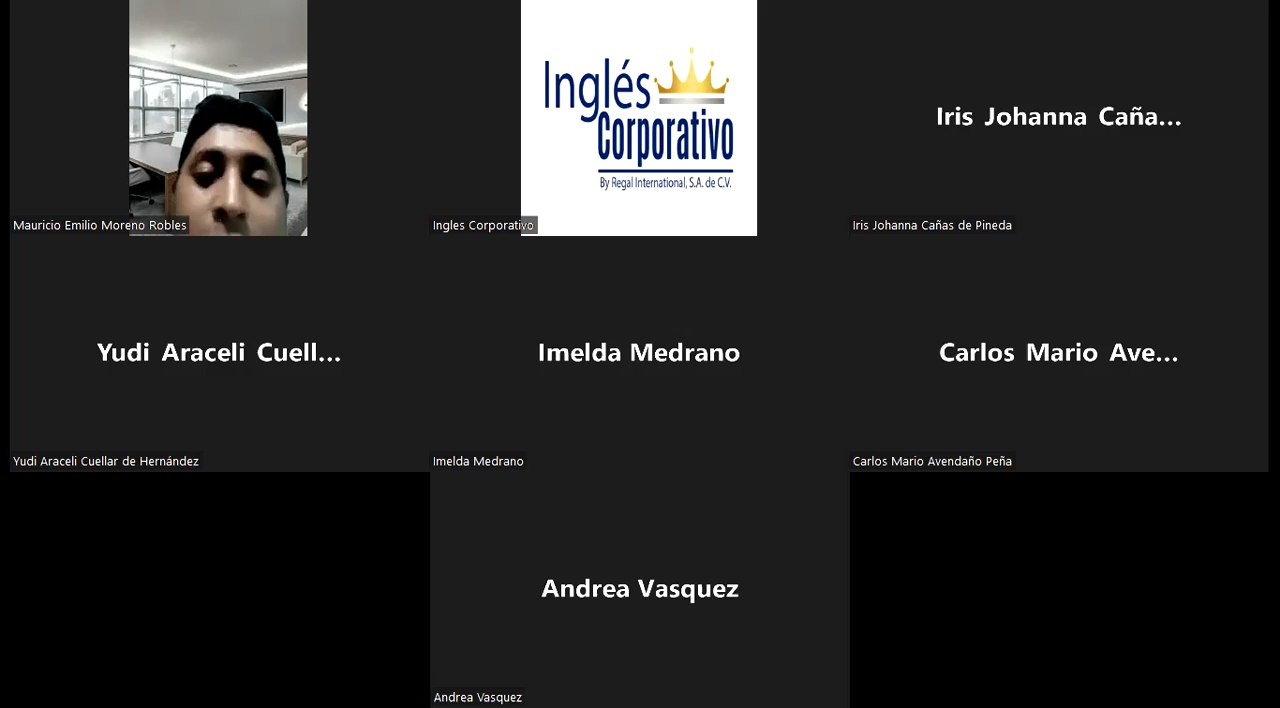 Inglés
Corporativo
By Regal International, S.A. de C.V.
Iris Johanna Caña...
Mauricio Emilio Moreno Robles
Ingles Corporativo
Iris Johanna Cañas de Pineda
Yudi Araceli Cuell...
Imelda Medrano
Carlos Mario Ave...
Yudi Araceli Cuellar de Hernández
Imelda Medrano
Carlos Mario Avendaño Peña
Andrea Vasquez
Andrea Vasquez